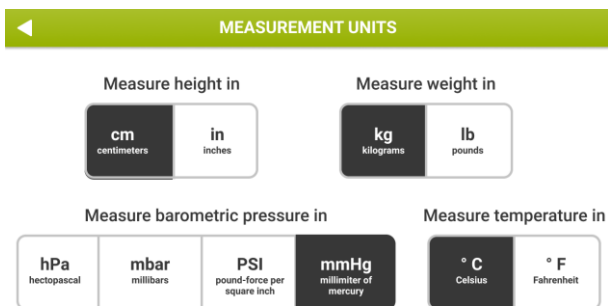 MEASUREMENT UNITS
Measure height in
Measure weight in
cm
centimeters
in
inches
kg
kilograms
lb
pounds
Measure barometric pressure in
Measure temperature in
hPa
hectopascal
mbar
millibars
PSI
pound-force per
square inch
mmHg
millimiter of
mercury
° C
Celsius
° F
Fahrenheit